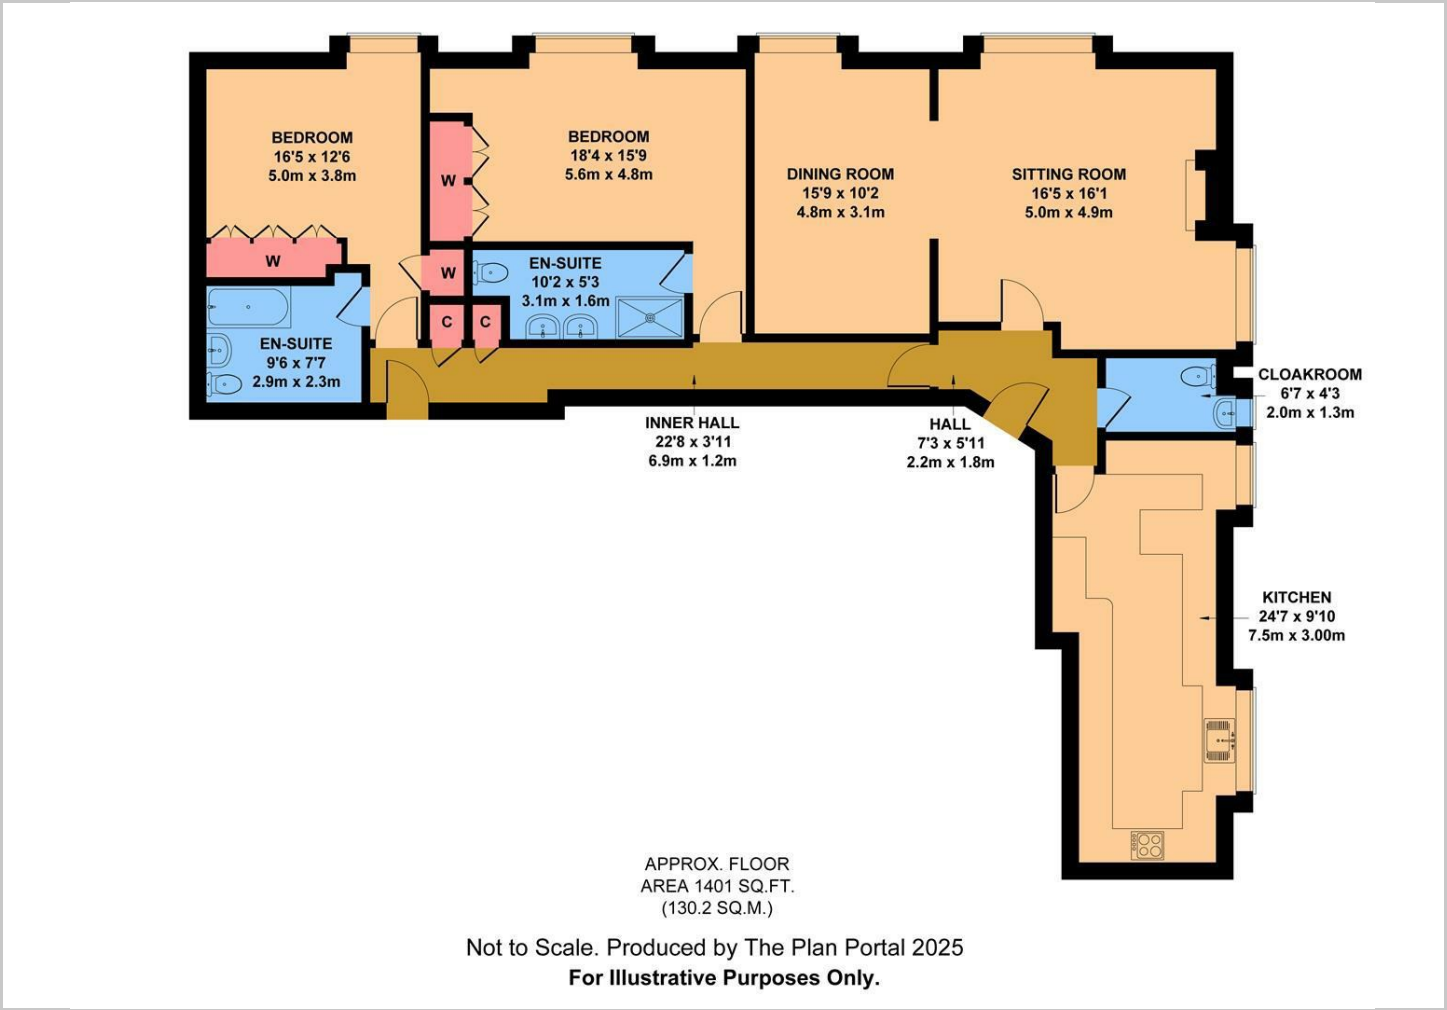 BEDROOM
16'5 x 12'6
5.0m x 3.8m
W
BEDROOM
18'4 x 15'9
5.6m x 4.8m
W
DINING ROOM
15'9 x 10'2
4.8m x 3.1m
SITTING ROOM
16'5 x 16'1
5.0m x 4.9m
W
EN-SUITE
10'2 x 5'3
3.1m x 1.6m
C
C
EN-SUITE
9'6 x 7'7
2.9m x 2.3m
INNER HALL
22'8 x 3'11
6.9m x 1.2m
HALL
7'3 x 5'11
2.2m x 1.8m
CLOAKROOM
6'7 x 4'3
2.0m x 1.3m
KITCHEN
24'7 x 9'10
7.5m x 3.00m
APPROX. FLOOR
AREA 1401 SQ.FT.
(130.2 SQ.M.)
Not to Scale. Produced by The Plan Portal 2025
For Illustrative Purposes Only.